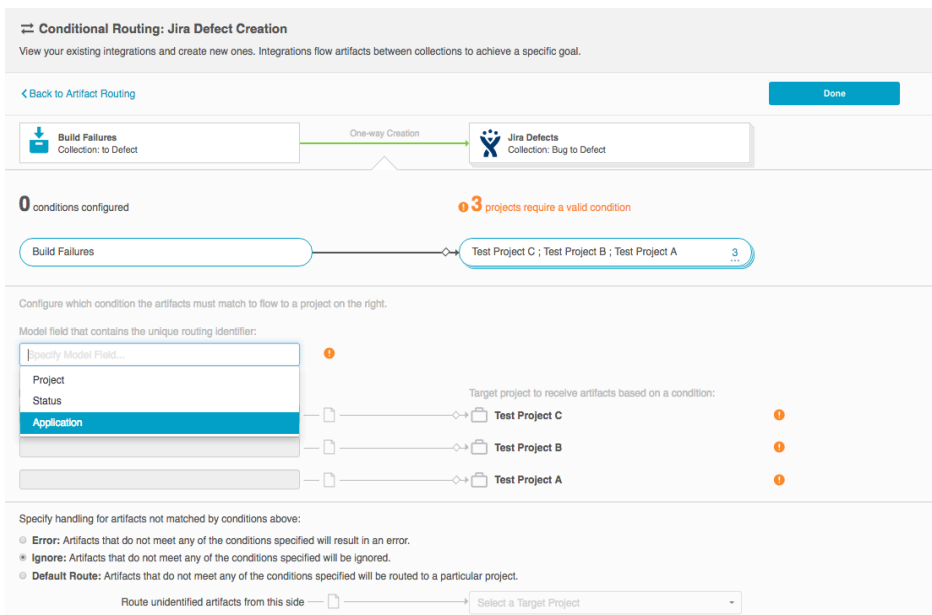 Conditional Routing: Jira Defect Creation
View your existing integrations and create new ones. Integrations flow artifacts between collections to achieve a specific goal.
Back to Artifact Routing
Done
Build Failures
Collection: to Defect
One-way Creation
Jira Defects
Collection: Bug to Defect
0 conditions configured
3 projects require a valid condition
Build Failures
Test Project C ; Test Project B ; Test Project A
3
Configure which condition the artifacts must match to flow to a project on the right.
Model field that contains the unique routing identifier:
Specify Model Field...
Project
Status
Application
Target project to receive artifacts based on a condition:
Test Project C
Test Project B
Test Project A
Specify handling for artifacts not matched by conditions above:
Error: Artifacts that do not meet any of the conditions specified will result in an error.
Ignore: Artifacts that do not meet any of the conditions specified will be ignored.
Default Route: Artifacts that do not meet any of the conditions specified will be routed to a particular project.
Route unidentified artifacts from this side
Select a Target Project